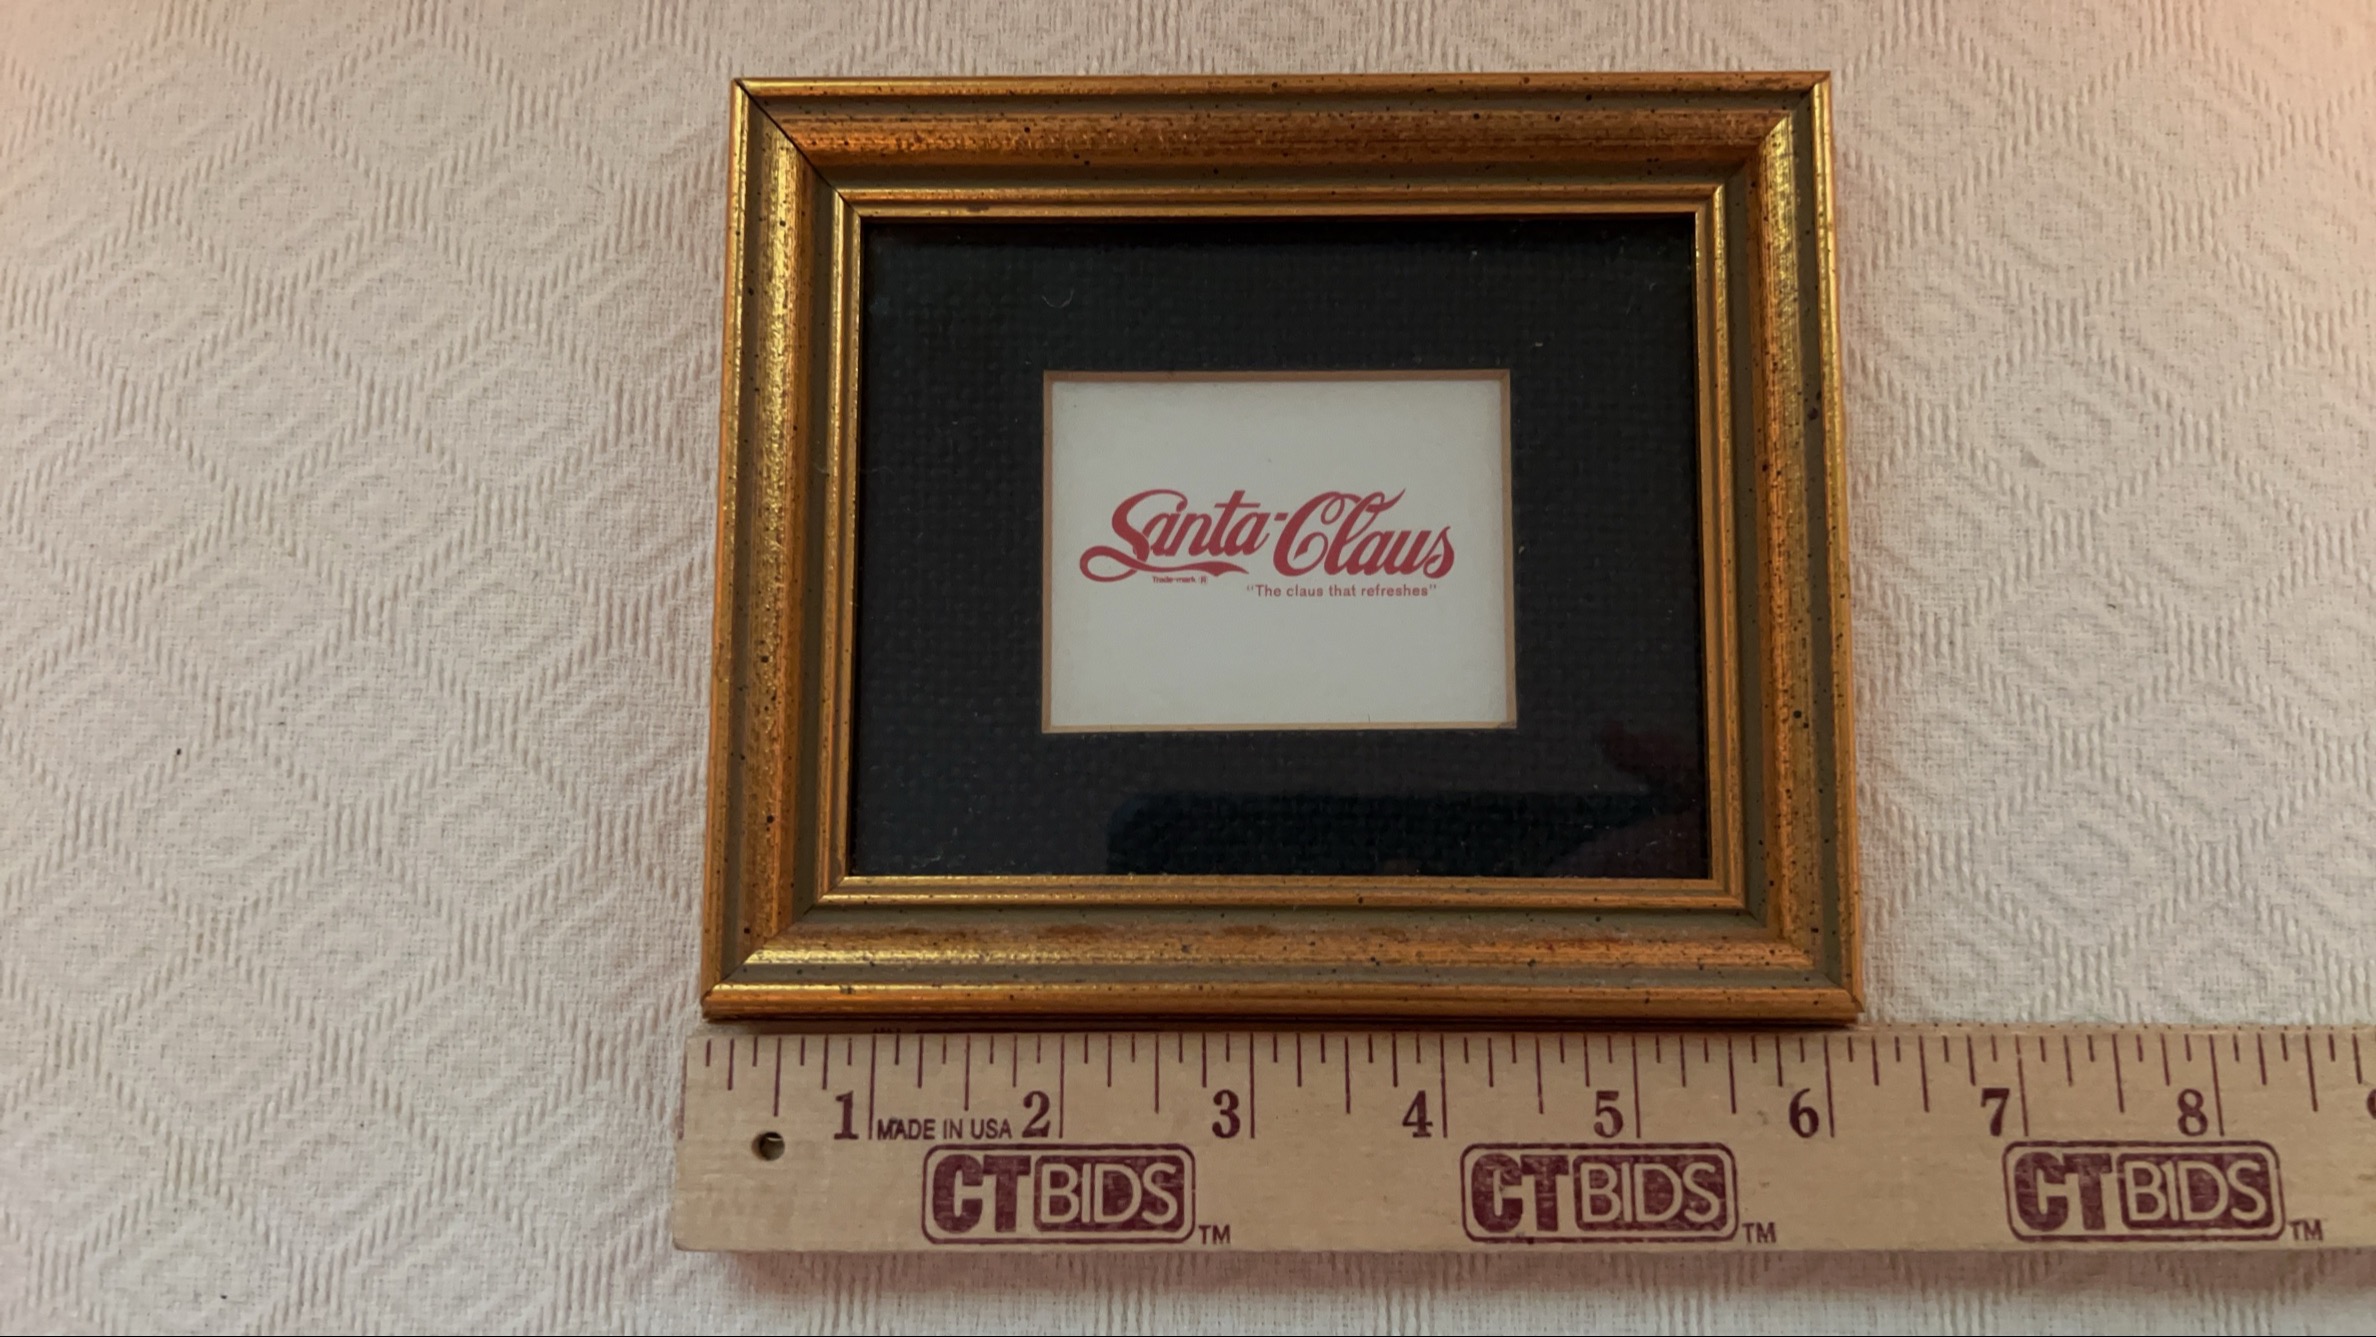 Santa-Claus
Trade-mark ®
"The claus that refreshes"
1 MADE IN USA 2 3 4 5 6 7 8 9
CTBIDS™ CTBIDS™ CTBIDS™